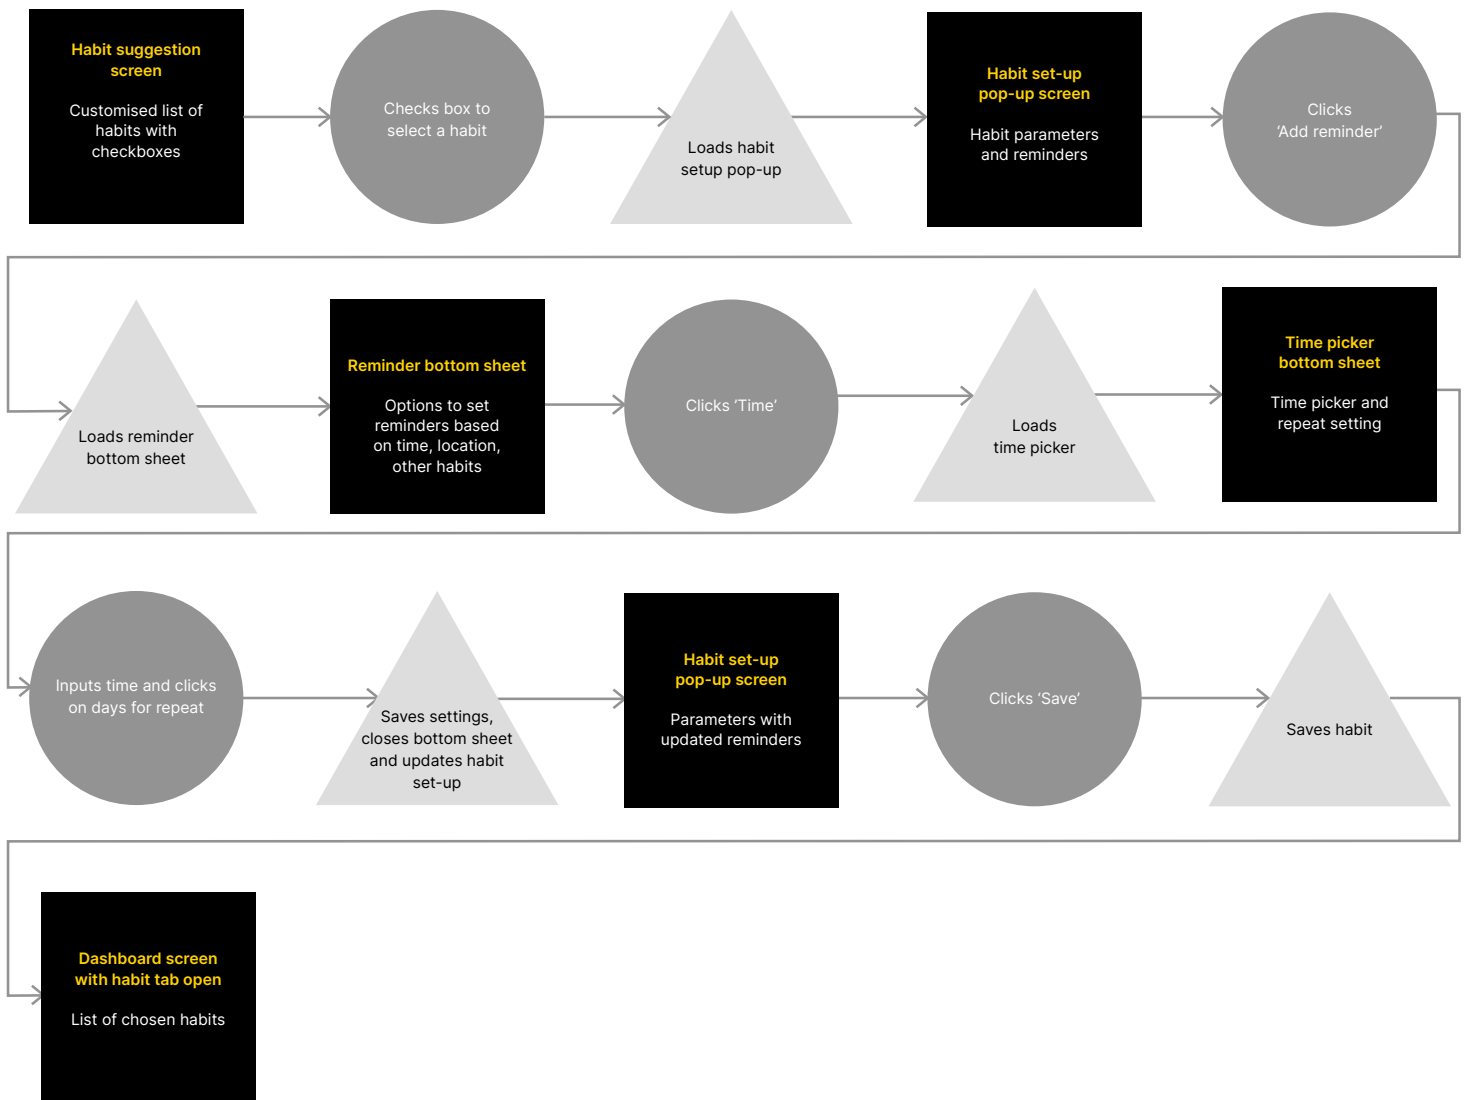 Habit suggestion
screen
Customised list of
habits with
checkboxes
Checks box to
select a habit
Loads habit
setup pop-up
Habit set-up
pop-up screen
Habit parameters
and reminders
Clicks
‘Add reminder’
Loads reminder
bottom sheet
Reminder bottom sheet
Options to set
reminders based
on time, location,
other habits
Clicks ‘Time’
Loads
time picker
Time picker
bottom sheet
Time picker and
repeat setting
Inputs time and clicks
on days for repeat
Saves settings,
closes bottom sheet
and updates habit
set-up
Habit set-up
pop-up screen
Parameters with
updated reminders
Clicks ‘Save’
Saves habit
Dashboard screen
with habit tab open
List of chosen habits